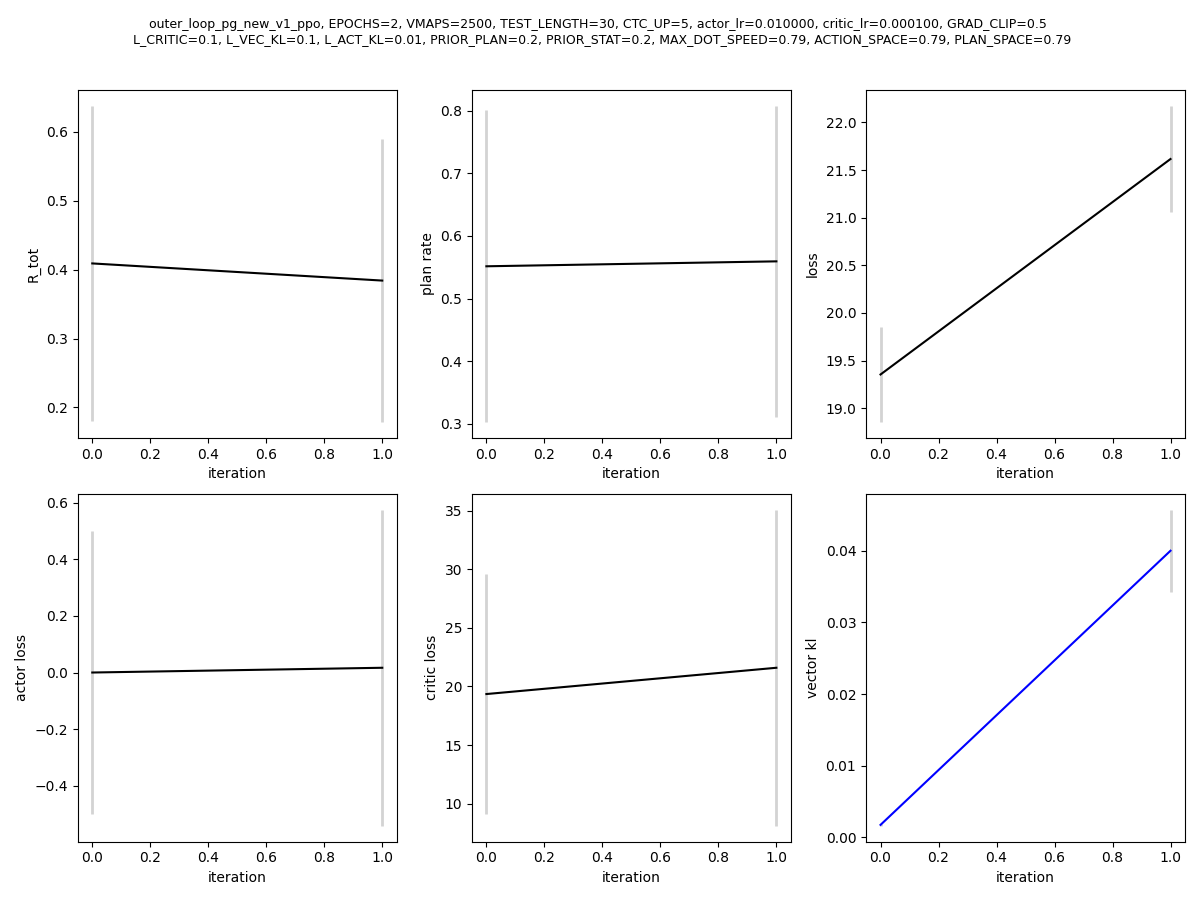 outer_loop_pg_new_v1_ppo, EPOCHS=2, VMAPS=2500, TEST_LENGTH=30, CTC_UP=5, actor_lr=0.010000, critic_lr=0.000100, GRAD_CLIP=0.5
L_CRITIC=0.1, L_VEC_KL=0.1, L_ACT_KL=0.01, PRIOR_PLAN=0.2, PRIOR_STAT=0.2, MAX_DOT_SPEED=0.79, ACTION_SPACE=0.79, PLAN_SPACE=0.79
R_tot
0.6
0.5
0.4
0.3
0.2
0.0 0.2 0.4 0.6 0.8 1.0
iteration
plan rate
0.8
0.7
0.6
0.5
0.4
0.3
0.0 0.2 0.4 0.6 0.8 1.0
iteration
loss
22.0
21.5
21.0
20.5
20.0
19.5
19.0
0.0 0.2 0.4 0.6 0.8 1.0
iteration
actor loss
0.6
0.4
0.2
0.0
−0.2
−0.4
0.0 0.2 0.4 0.6 0.8 1.0
iteration
critic loss
35
30
25
20
15
10
0.0 0.2 0.4 0.6 0.8 1.0
iteration
vector kl
0.04
0.03
0.02
0.01
0.00
0.0 0.2 0.4 0.6 0.8 1.0
iteration